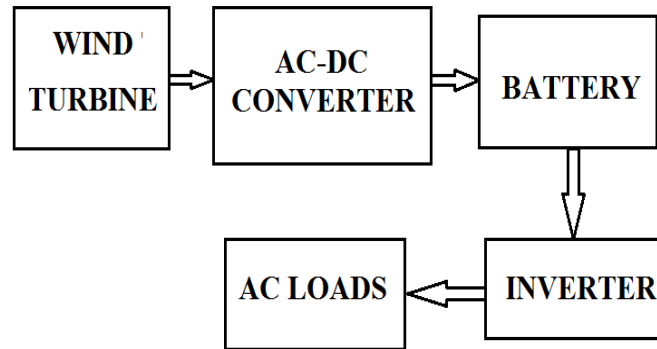 WIND
TURBINE
AC-DC
CONVERTER
BATTERY
AC LOADS
INVERTER